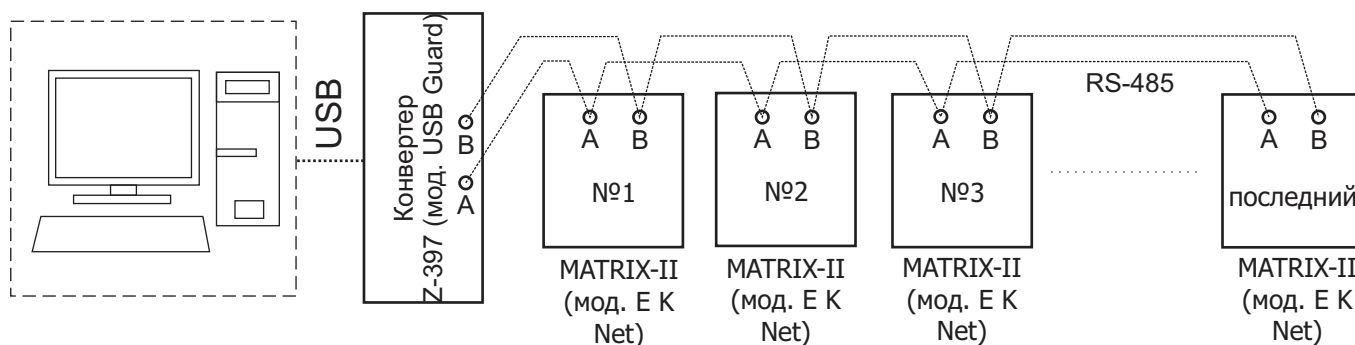 USB
Конвертер
Z-397 (мод. USB Guard)
B
A
RS-485
A B
A B
A B
A B
№1
№2
№3
последний
MATRIX-II
(мод. E K
Net)
MATRIX-II
(мод. E K
Net)
MATRIX-II
(мод. E K
Net)
MATRIX-II
(мод. E K
Net)